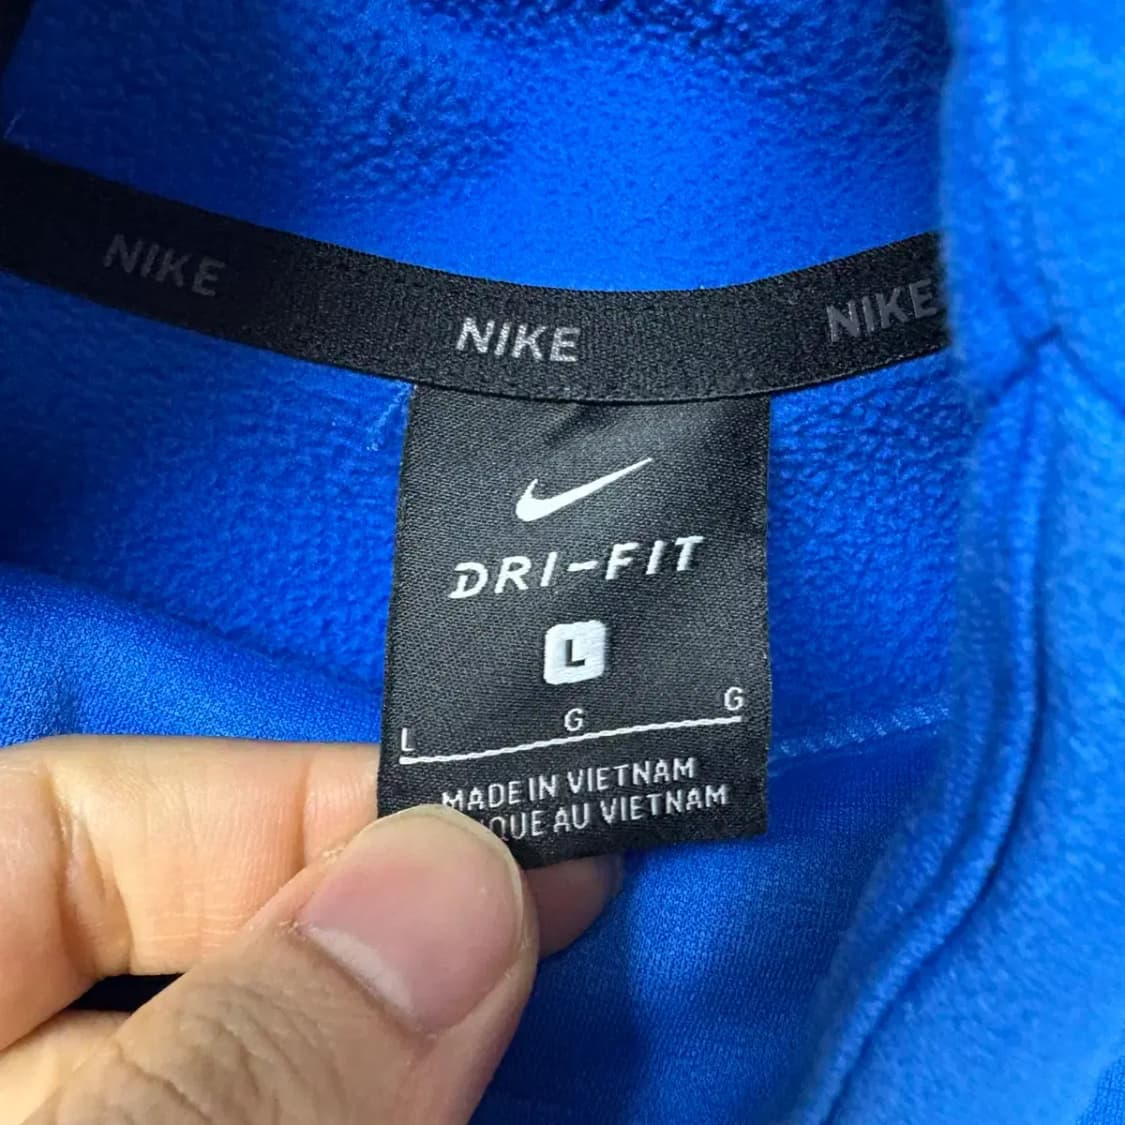 NIKE NIKE NIKE
DRI-FIT
L
L G G
MADE IN VIETNAM
AU VIETNAM